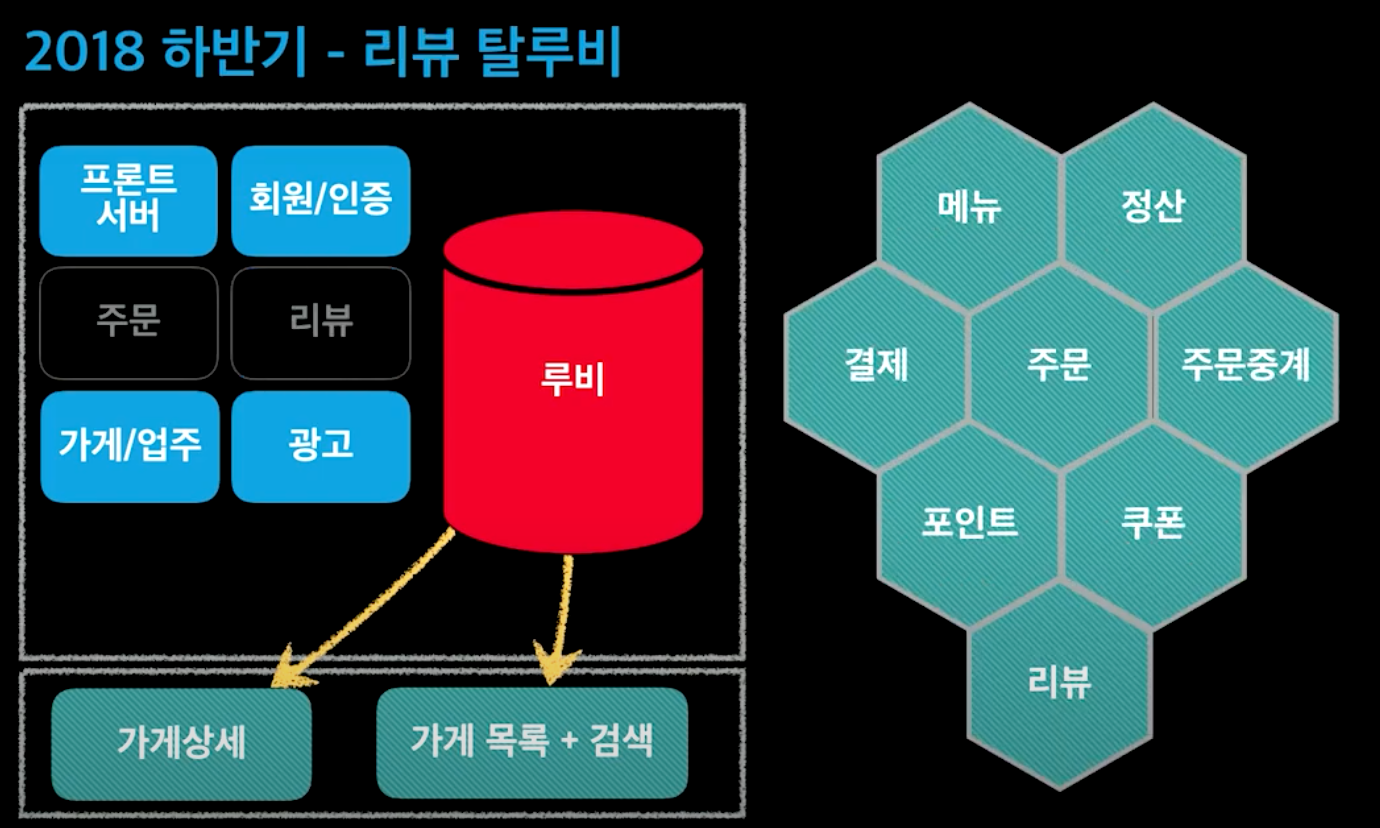 2018 하반기 - 리뷰 탈루비
프론트
서버
회원/인증
주문
리뷰
가게/업주
광고
루비
가게상세
가게 목록 + 검색
메뉴
정산
결제
주문
주문중계
포인트
쿠폰
리뷰